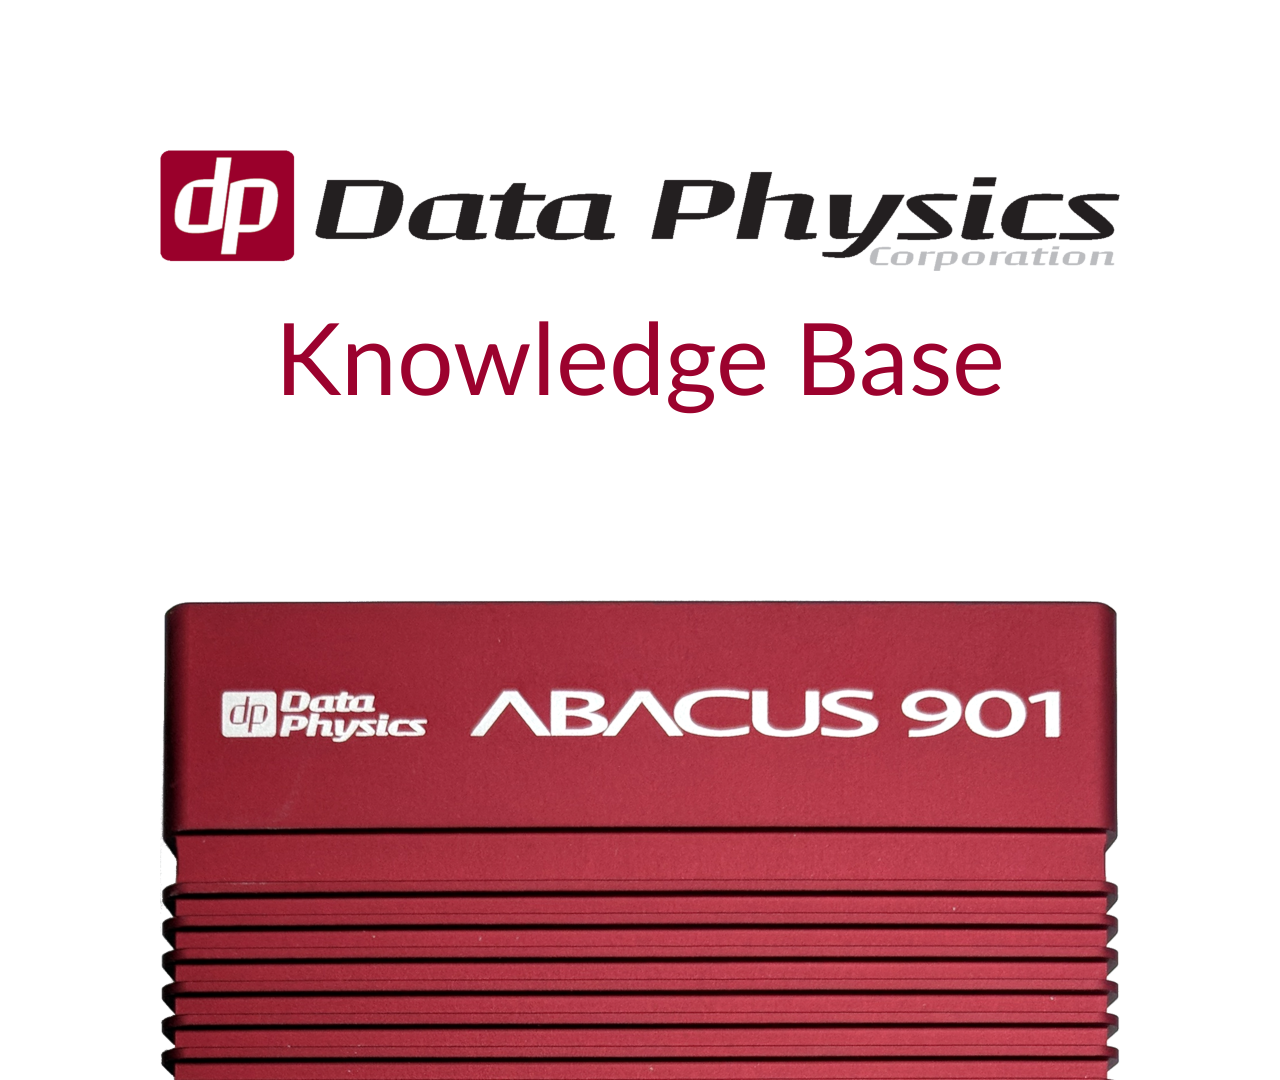 dp Data Physics
Corporation
Knowledge Base
dp Data Physics
ABACUS 901